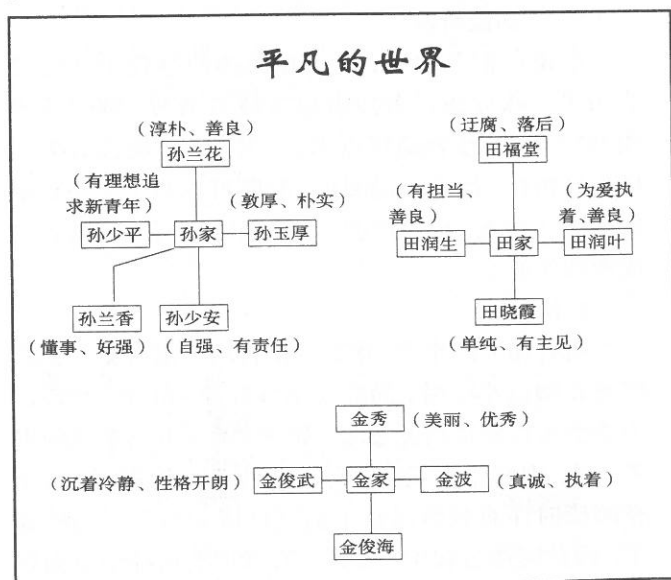 平凡的世界
(淳朴、善良)
孙兰花
(有理想追
求新青年)
(敦厚、朴实)
孙少平
孙家
孙玉厚
孙兰香
孙少安
(懂事、好强)
(自强、有责任)
(迂腐、落后)
田福堂
(有担当、
善良)
(为爱执
着、善良)
田润生
田家
田润叶
田晓霞
(单纯、有主见)
金秀
(美丽、优秀)
(沉着冷静、性格开朗)
金俊武
金家
金波
(真诚、执着)
金俊海